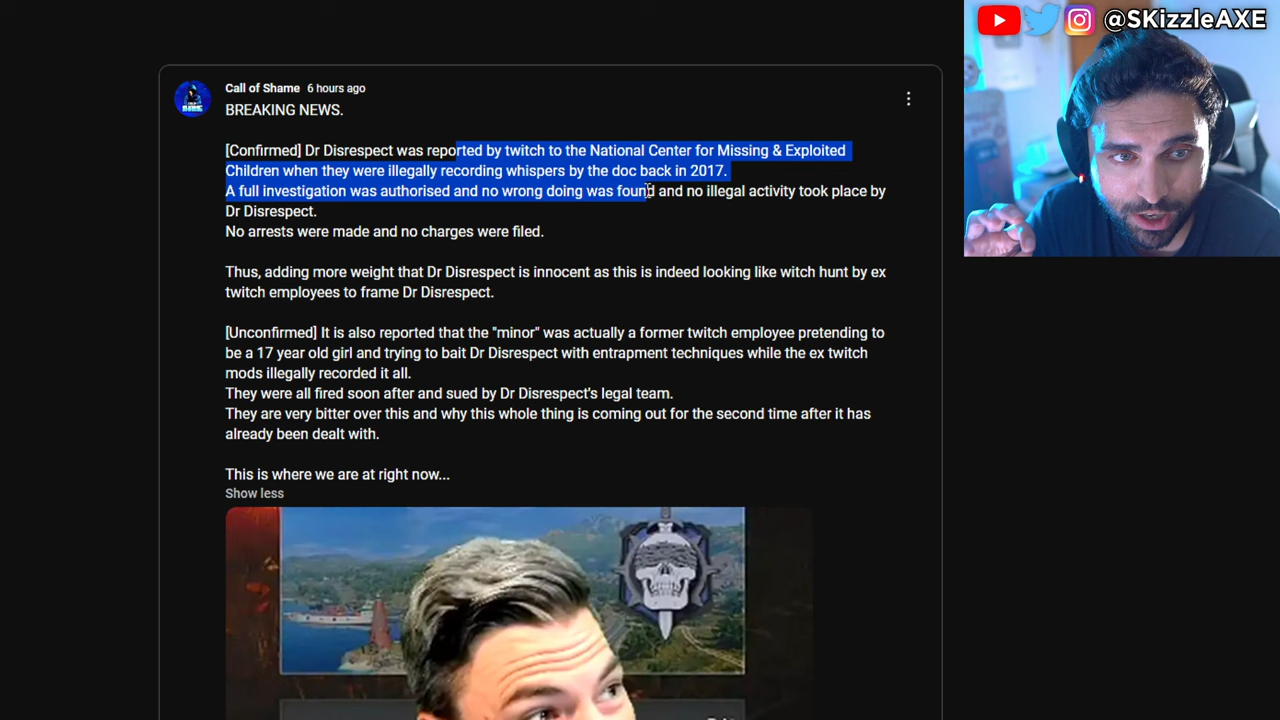 @SKizzleAXE
Call of Shame 6 hours ago
BREAKING NEWS.
[Confirmed] Dr Disrespect was reported by twitch to the National Center for Missing & Exploited
Children when they were illegally recording whispers by the doc back in 2017.
A full investigation was authorised and no wrong doing was found and no illegal activity took place by
Dr Disrespect.
No arrests were made and no charges were filed.
Thus, adding more weight that Dr Disrespect is innocent as this is indeed looking like witch hunt by ex
twitch employees to frame Dr Disrespect.
[Unconfirmed] It is also reported that the "minor" was actually a former twitch employee pretending to
be a 17 year old girl and trying to bait Dr Disrespect with entrapment techniques while the ex twitch
mods illegally recorded it all.
They were all fired soon after and sued by Dr Disrespect's legal team.
They are very bitter over this and why this whole thing is coming out for the second time after it has
already been dealt with.
This is where we are at right now...
Show less